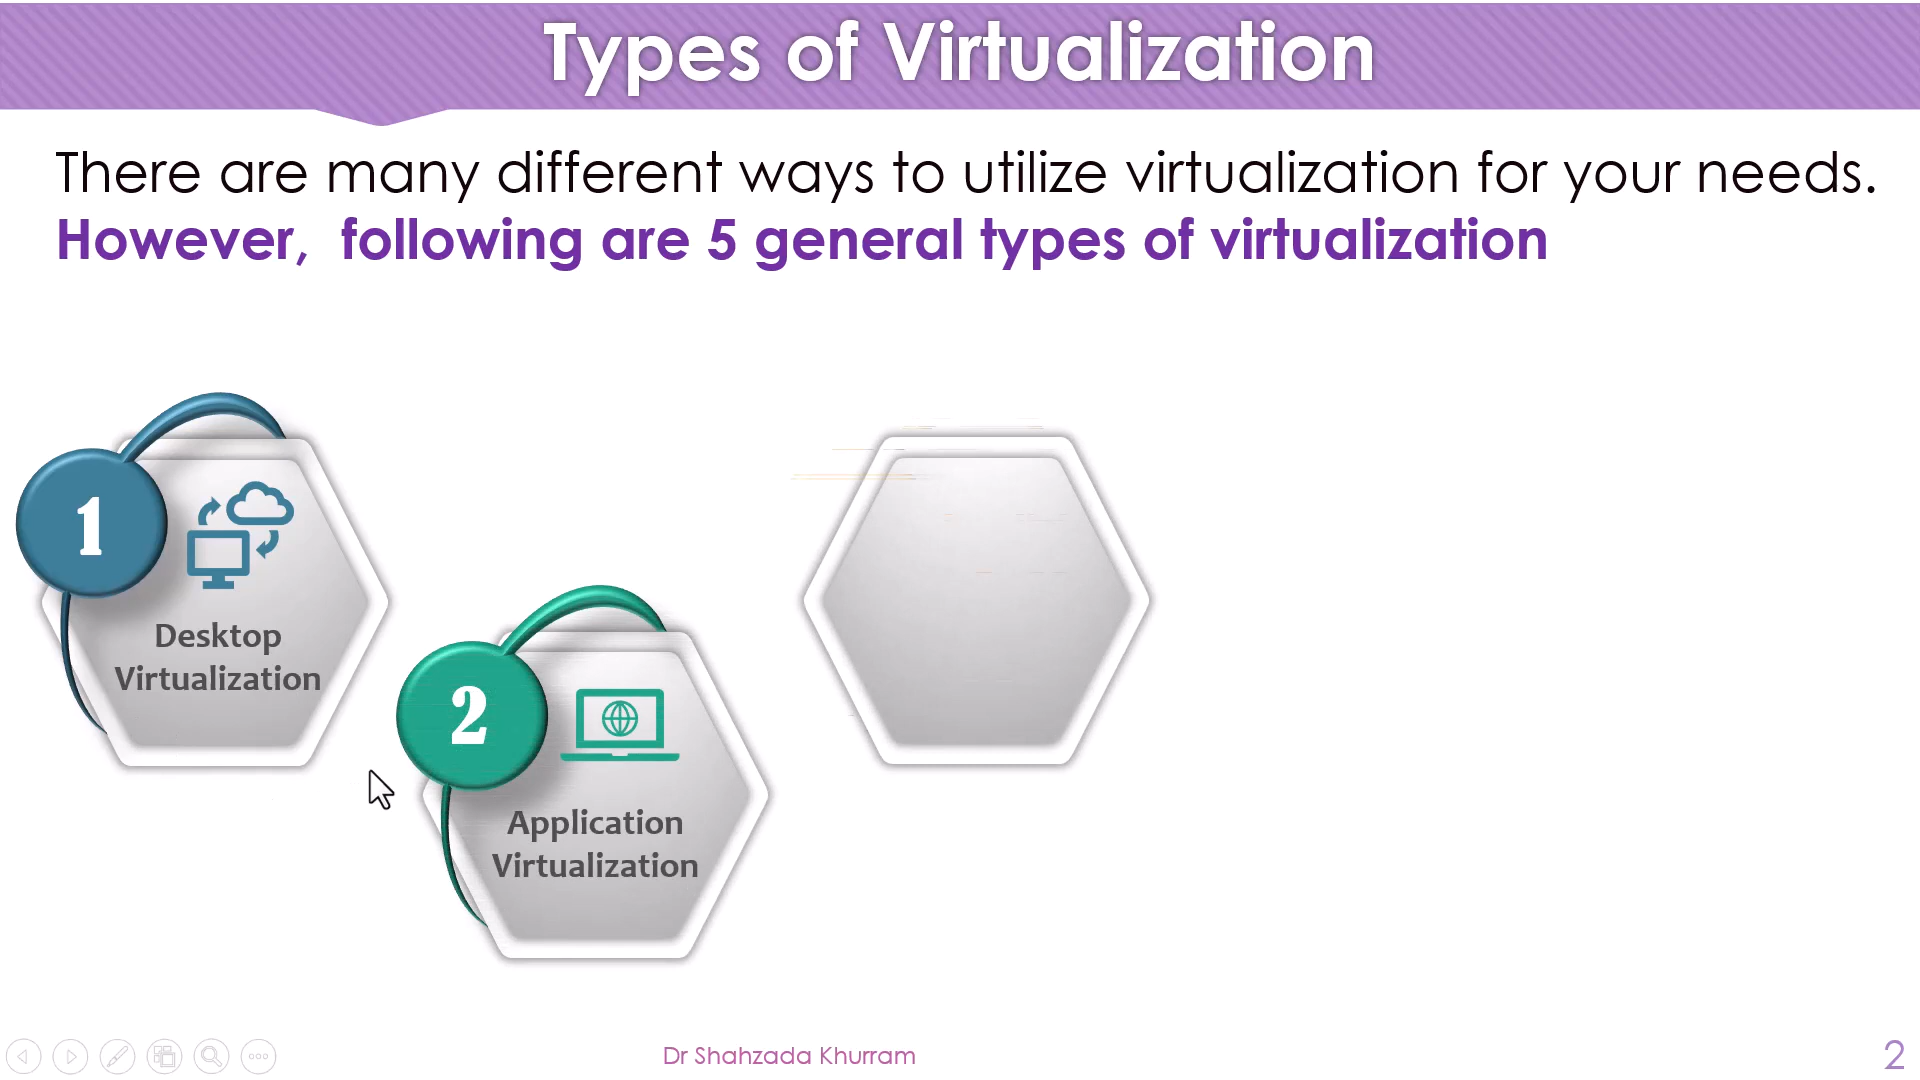 Types of Virtualization
There are many different ways to utilize virtualization for your needs.
However, following are 5 general types of virtualization
1
Desktop
Virtualization
2
Application
Virtualization
Dr Shahzada Khurram
2